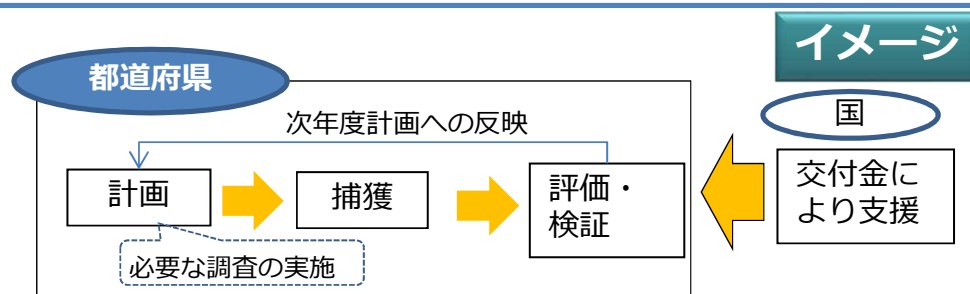 イメージ
都道府県
国
次年度計画への反映
計画
捕獲
評価・
検証
交付金に
より支援
必要な調査の実施